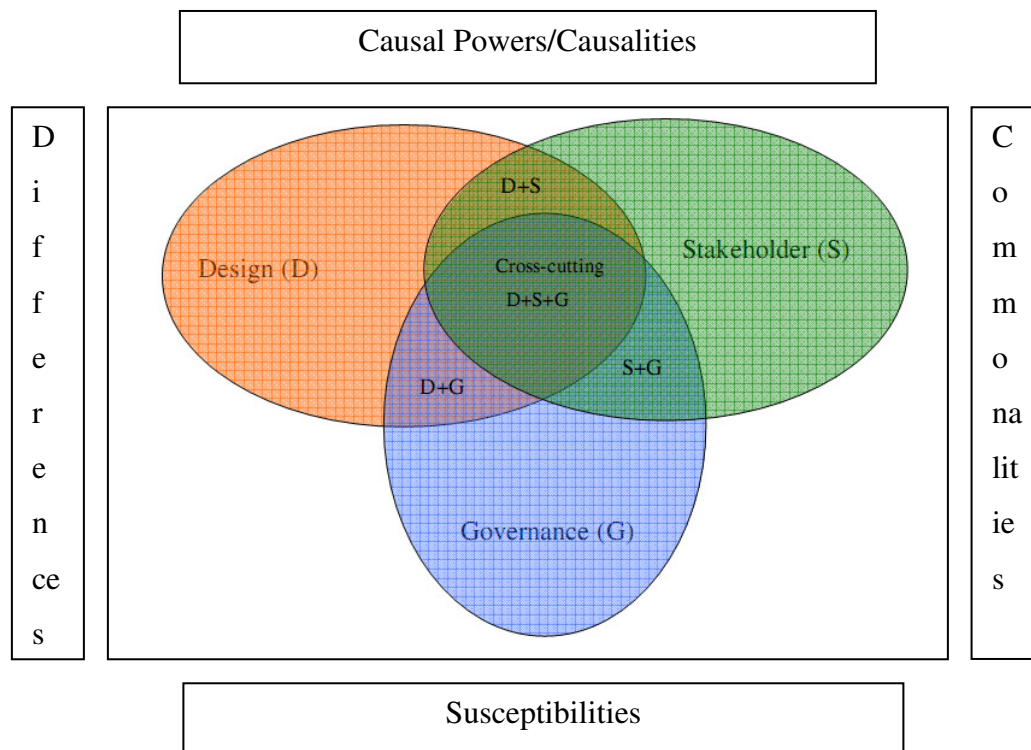 Causal Powers/Causalities
D
i
f
f
e
r
e
n
ce
s
D+S
Design (D)
Stakeholder (S)
Cross-cutting
D+S+G
D+G
S+G
Governance (G)
C
o
m
m
o
na
lit
ie
s
Susceptibilities